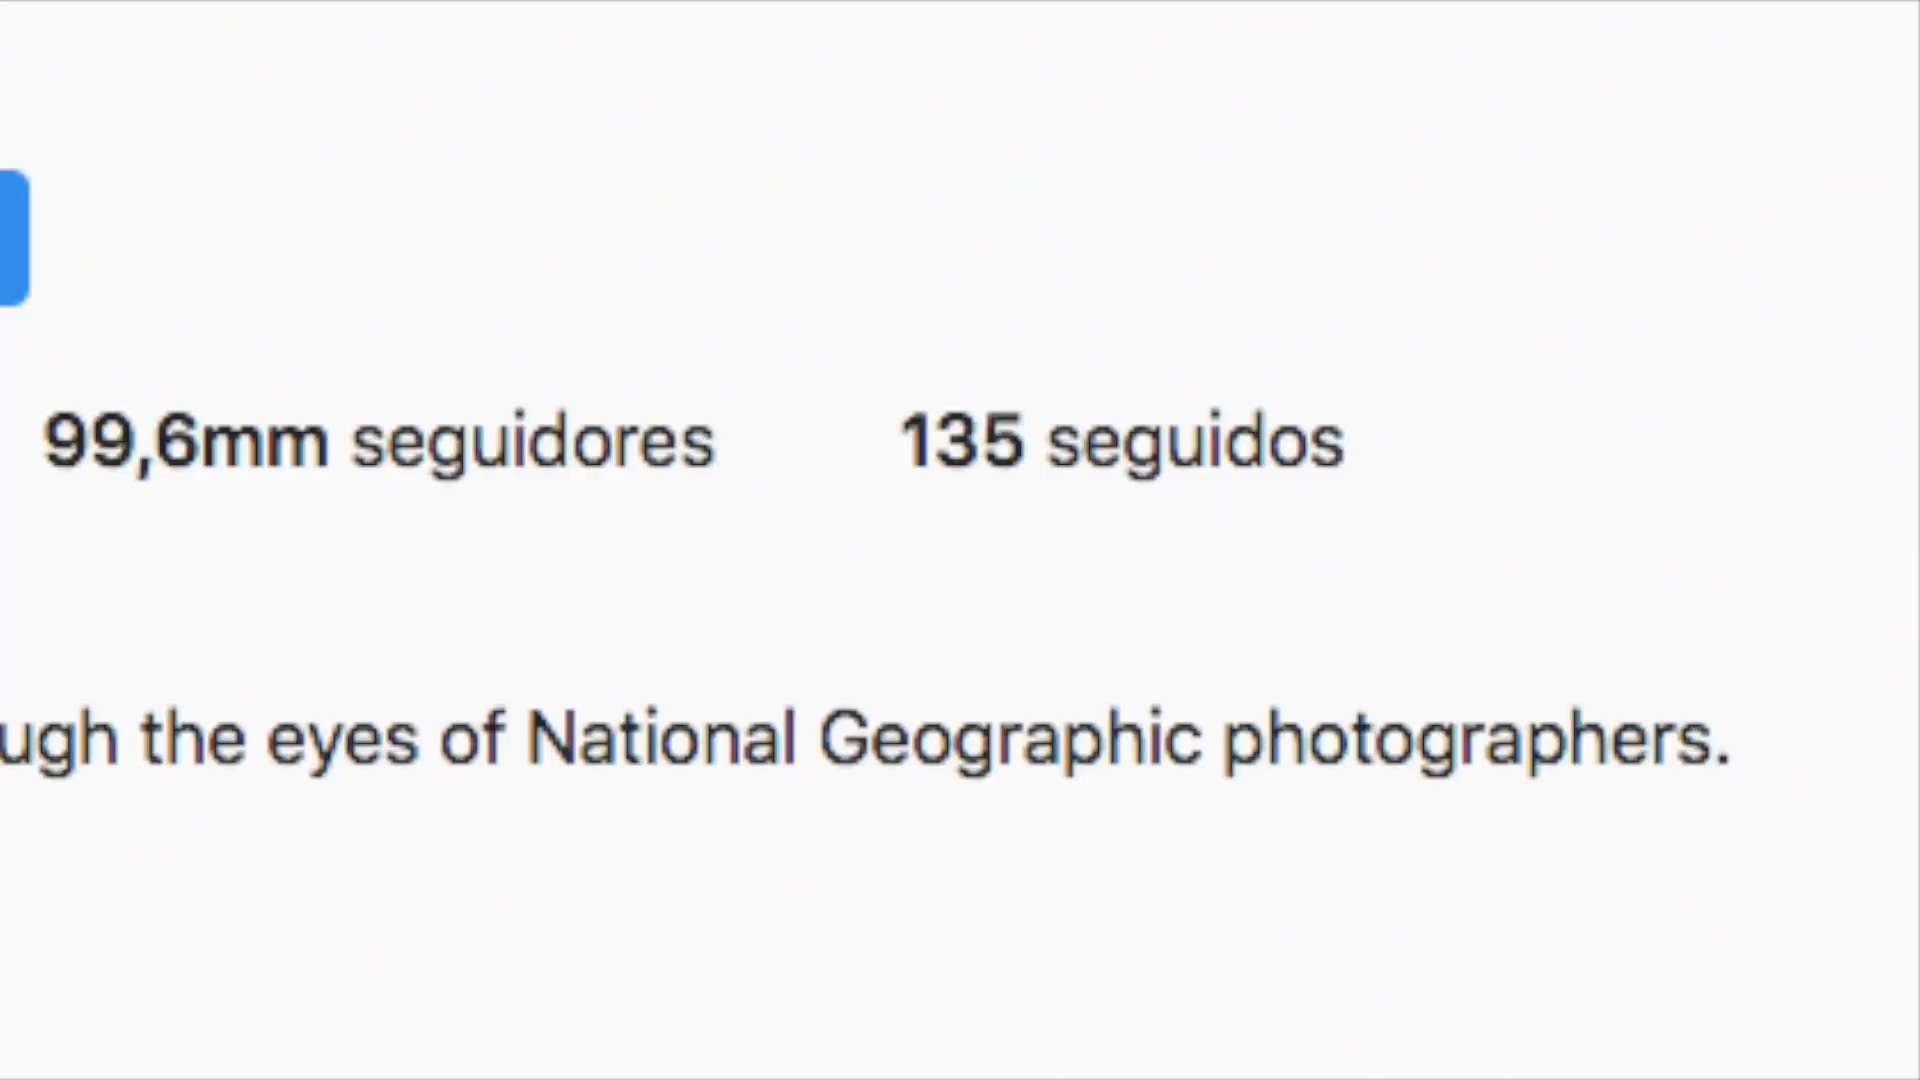 99,6mm seguidores 135 seguidos
ugh the eyes of National Geographic photographers.